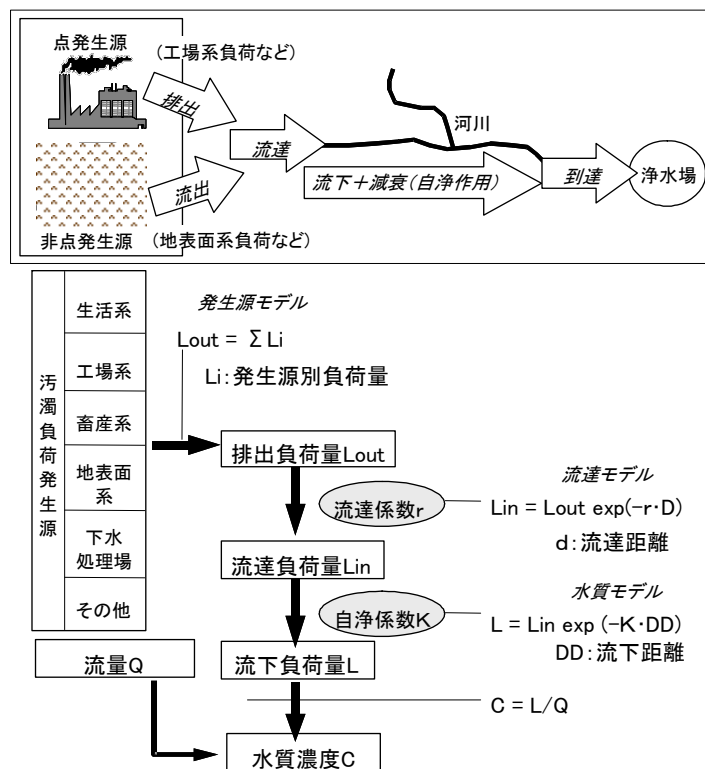 点発生源
(工場系負荷など)
排出
流達
河川
流下＋減衰(自浄作用)
到達
浄水場
流出
非点発生源
(地表面系負荷など)
汚濁負荷発生源
生活系
工場系
畜産系
地表面
系
下水
処理場
その他
発生源モデル
Lout = ΣLi
Li:発生源別負荷量
排出負荷量Lout
流達係数r
流達モデル
Lin = Lout exp(-r・D)
d:流達距離
流達負荷量Lin
自浄係数K
水質モデル
L = Lin exp (-K・DD)
DD:流下距離
流量Q
流下負荷量L
C = L/Q
水質濃度C